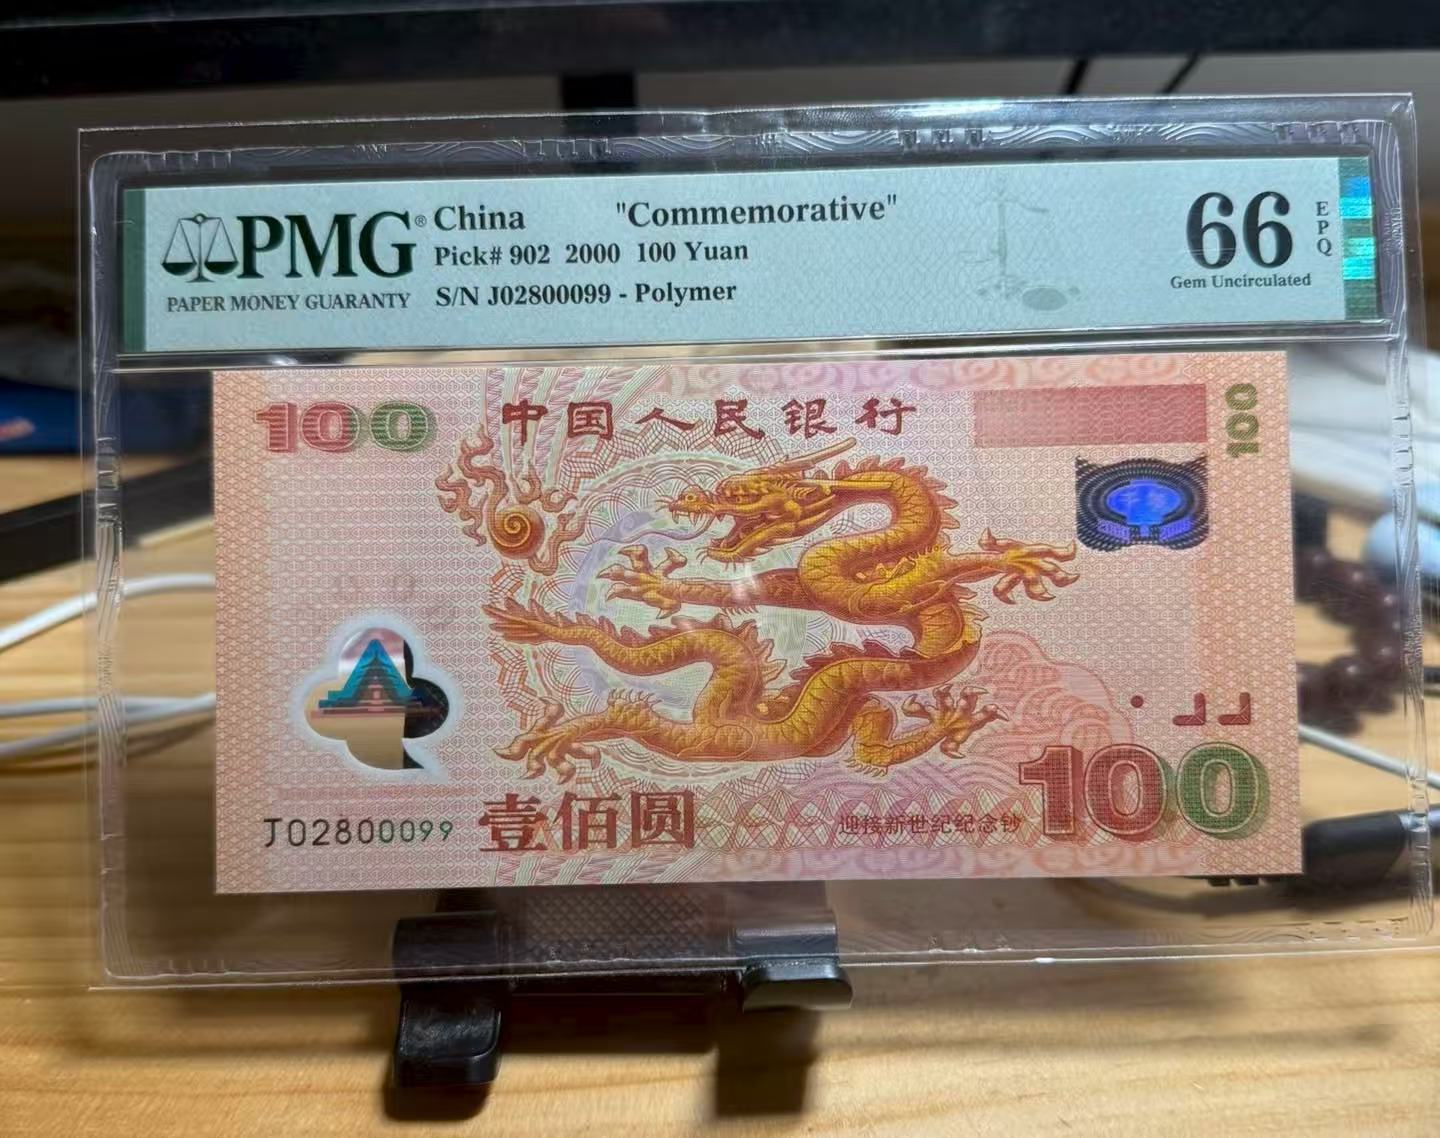 PMG® China "Commemorative"
Pick# 902 2000 100 Yuan
PAPER MONEY GUARANTY
S/N J02800099 - Polymer
66
EPQ
Gem Uncirculated
100
中国人民银行
100
J02800099
壹佰圆
迎接新世纪纪念钞
100